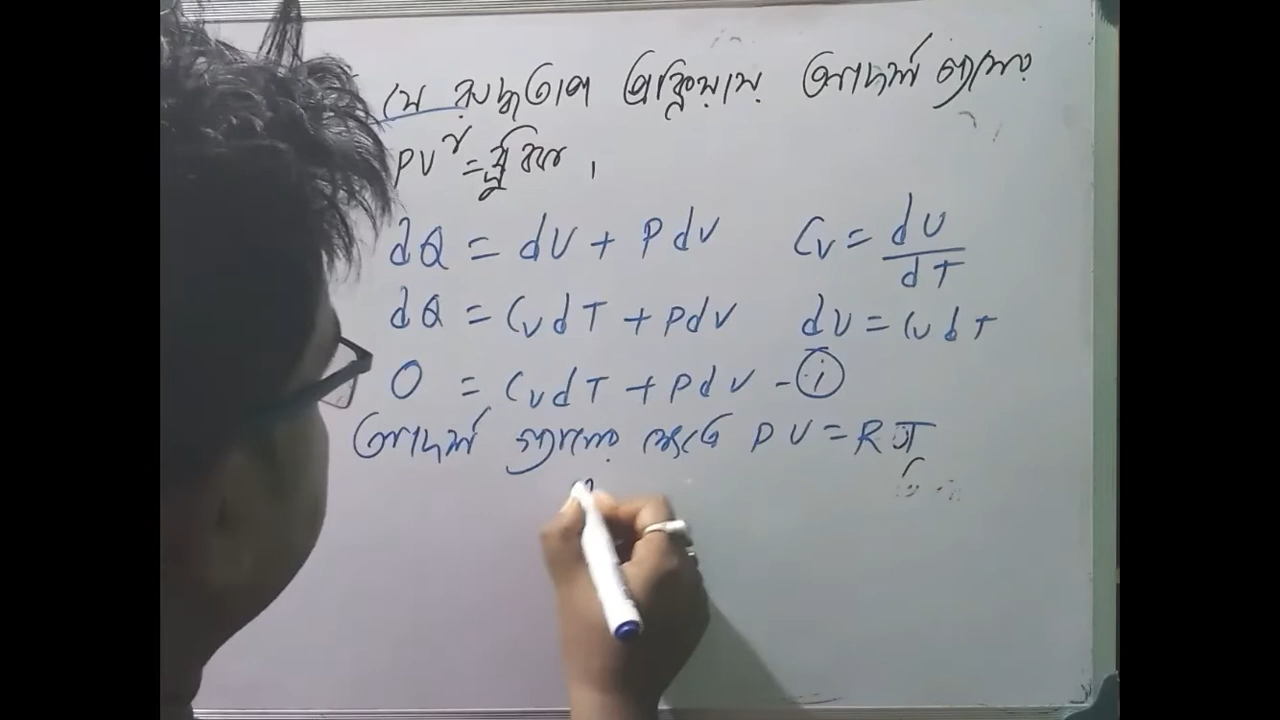 যে রুদ্ধতাপ প্রক্রিয়ায় আদর্শ গ্যাসের
PV^γ = ধ্রুবক ।
dQ = dU + PdV   Cv = dU/dT
dQ = CvdT + PdV   dU = CvdT
0 = CvdT + PdV - (i)
আদর্শ গ্যাসের ক্ষেত্রে PV = RT